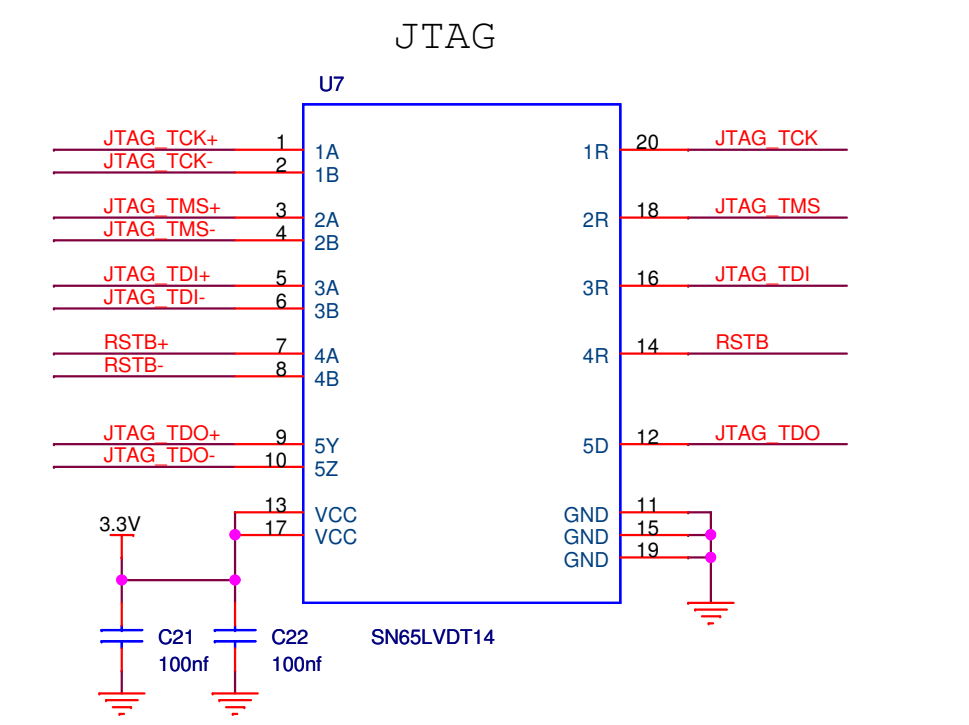 JTAG
U7
JTAG_TCK+ 1 1A 1R 20 JTAG_TCK
JTAG_TCK- 2 1B
JTAG_TMS+ 3 2A 2R 18 JTAG_TMS
JTAG_TMS- 4 2B
JTAG_TDI+ 5 3A 3R 16 JTAG_TDI
JTAG_TDI- 6 3B
RSTB+ 7 4A 4R 14 RSTB
RSTB- 8 4B
JTAG_TDO+ 9 5Y 5D 12 JTAG_TDO
JTAG_TDO- 10 5Z
13 VCC GND 11
3.3V 17 VCC GND 15
GND 19
C21 C22 SN65LVDT14
100nf 100nf